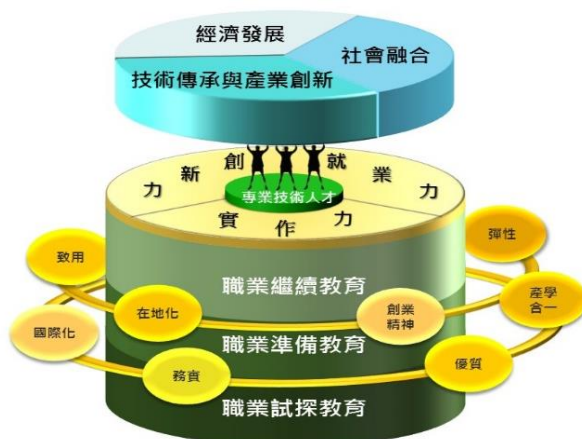 經濟發展
社會融合
技術傳承與產業創新
力新創
就業力
專業技術人才
實作力
彈性
致用
職業繼續教育
產學
合一
在地化
創業
精神
國際化
職業準備教育
務實
優質
職業試探教育